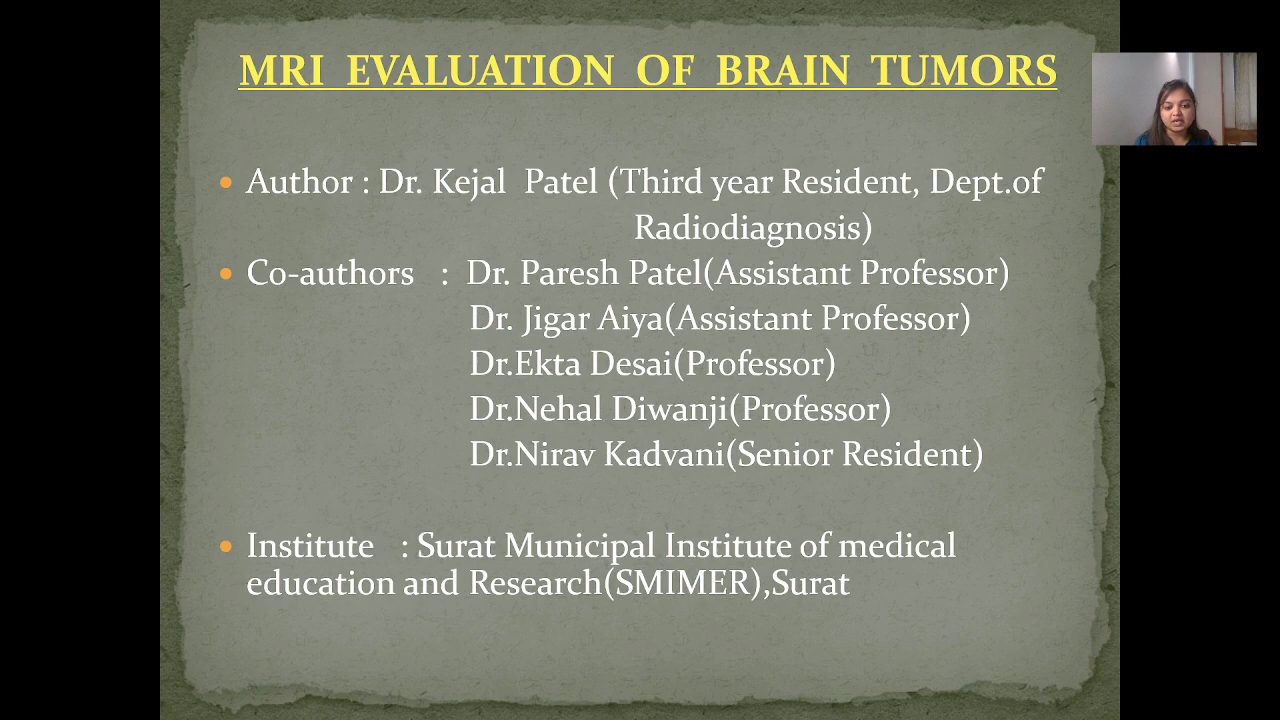 MRI EVALUATION OF BRAIN TUMORS
• Author : Dr. Kejal Patel (Third year Resident, Dept.of
Radiodiagnosis)
• Co-authors : Dr. Paresh Patel(Assistant Professor)
Dr. Jigar Aiya(Assistant Professor)
Dr.Ekta Desai(Professor)
Dr.Nehal Diwanji(Professor)
Dr.Nirav Kadvani(Senior Resident)
• Institute : Surat Municipal Institute of medical
education and Research(SMIMER),Surat